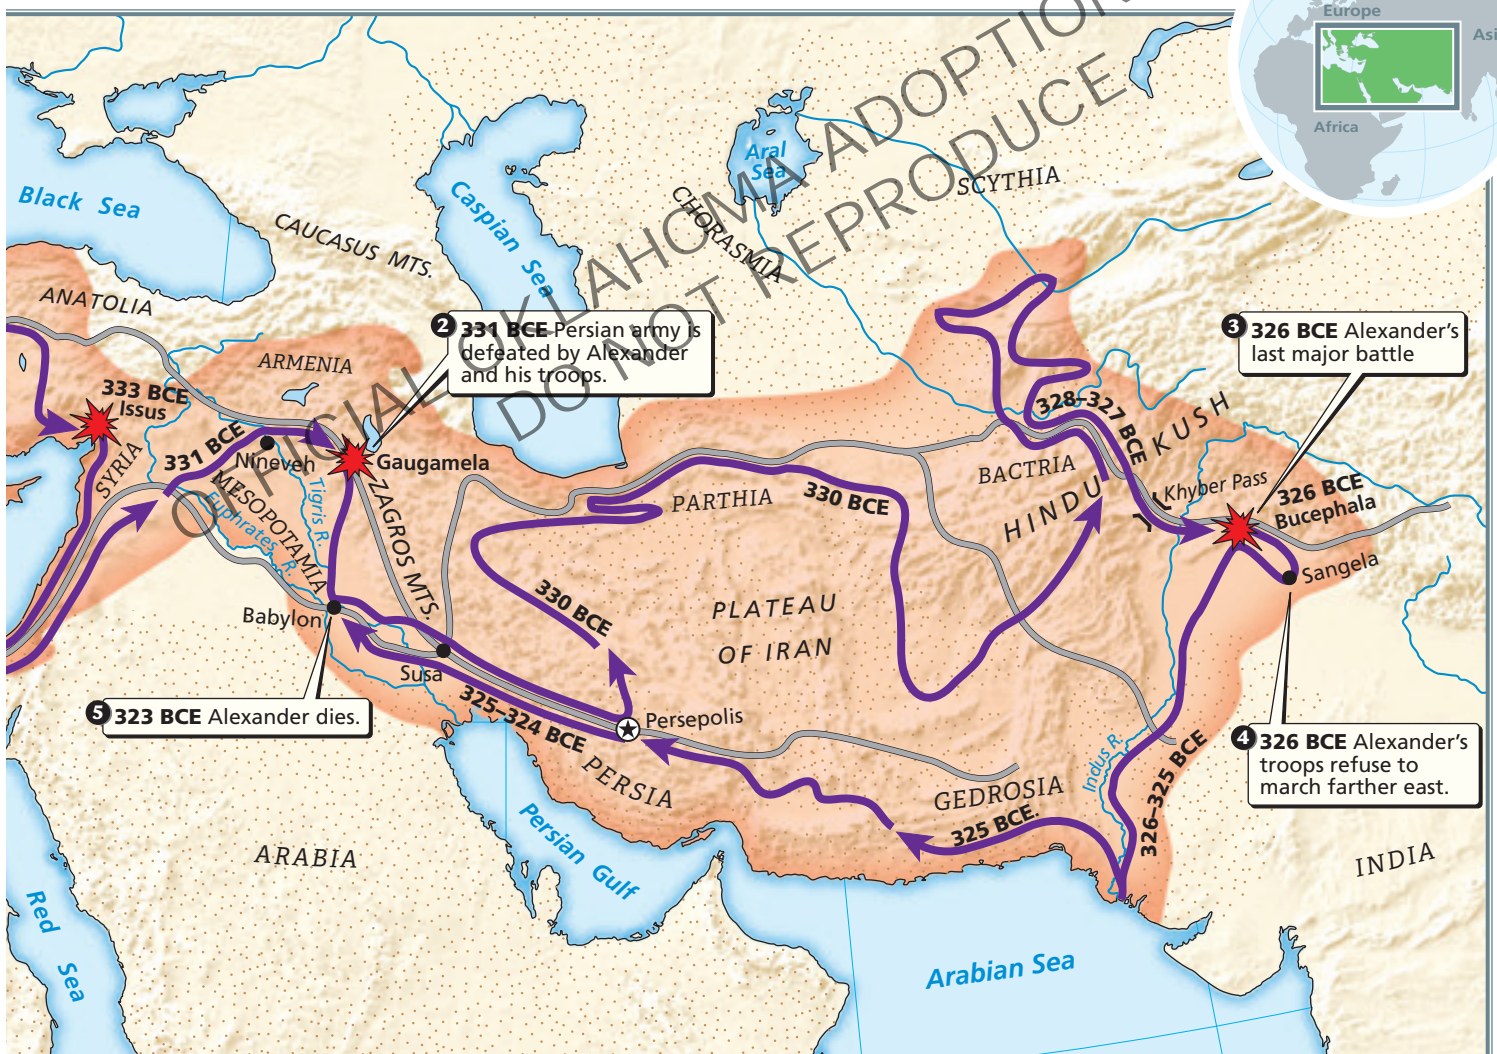 Europe
Asi
Africa
OFFICIAL OKLAHOMA ADOPTION
DO NOT REPRODUCE
Black Sea
CAUCASUS MTS.
Caspian Sea
Aral
Sea
CHORASMIA
SCYTHIA
ANATOLIA
ARMENIA
2 331 BCE Persian army is
defeated by Alexander
and his troops.
3 326 BCE Alexander's
last major battle
333 BCE
Issus
SYRIA
331 BCE
Nineveh
Gaugamela
MESOPOTAMIA
Euphrates R.
Tigris R.
ZAGROS MTS.
PARTHIA
330 BCE
BACTRIA
328–327 BCE
HINDU KUSH
Khyber Pass
326 BCE
Bucephala
Sangela
330 BCE
PLATEAU
OF IRAN
Babylon
Susa
5 323 BCE Alexander dies.
325–324 BCE
Persepolis
PERSIA
4 326 BCE Alexander's
troops refuse to
march farther east.
Indus R.
326–325 BCE
GEDROSIA
325 BCE.
ARABIA
Persian Gulf
INDIA
Red
Sea
Arabian Sea